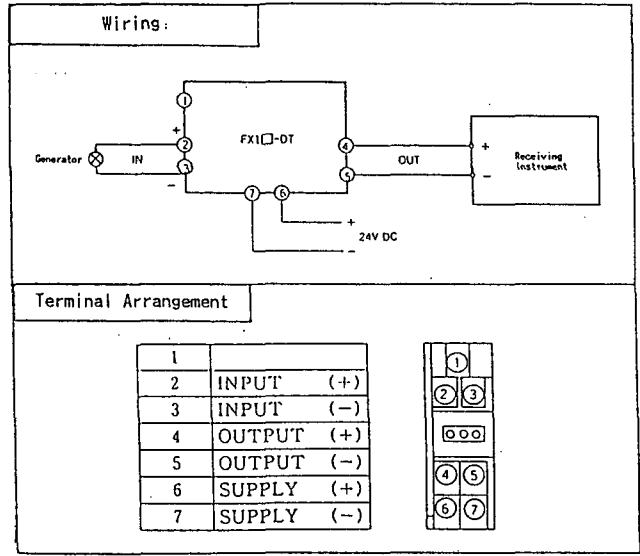 Wiring:
1
+
2
3
−
Generator
IN
FX1□-DT
4
5
OUT
+
−
Receiving
Instrument
7
6
+
24V DC
−
Terminal Arrangement
1
2 INPUT (+)
3 INPUT (−)
4 OUTPUT (+)
5 OUTPUT (−)
6 SUPPLY (+)
7 SUPPLY (−)
1
2 3
4 5
6 7